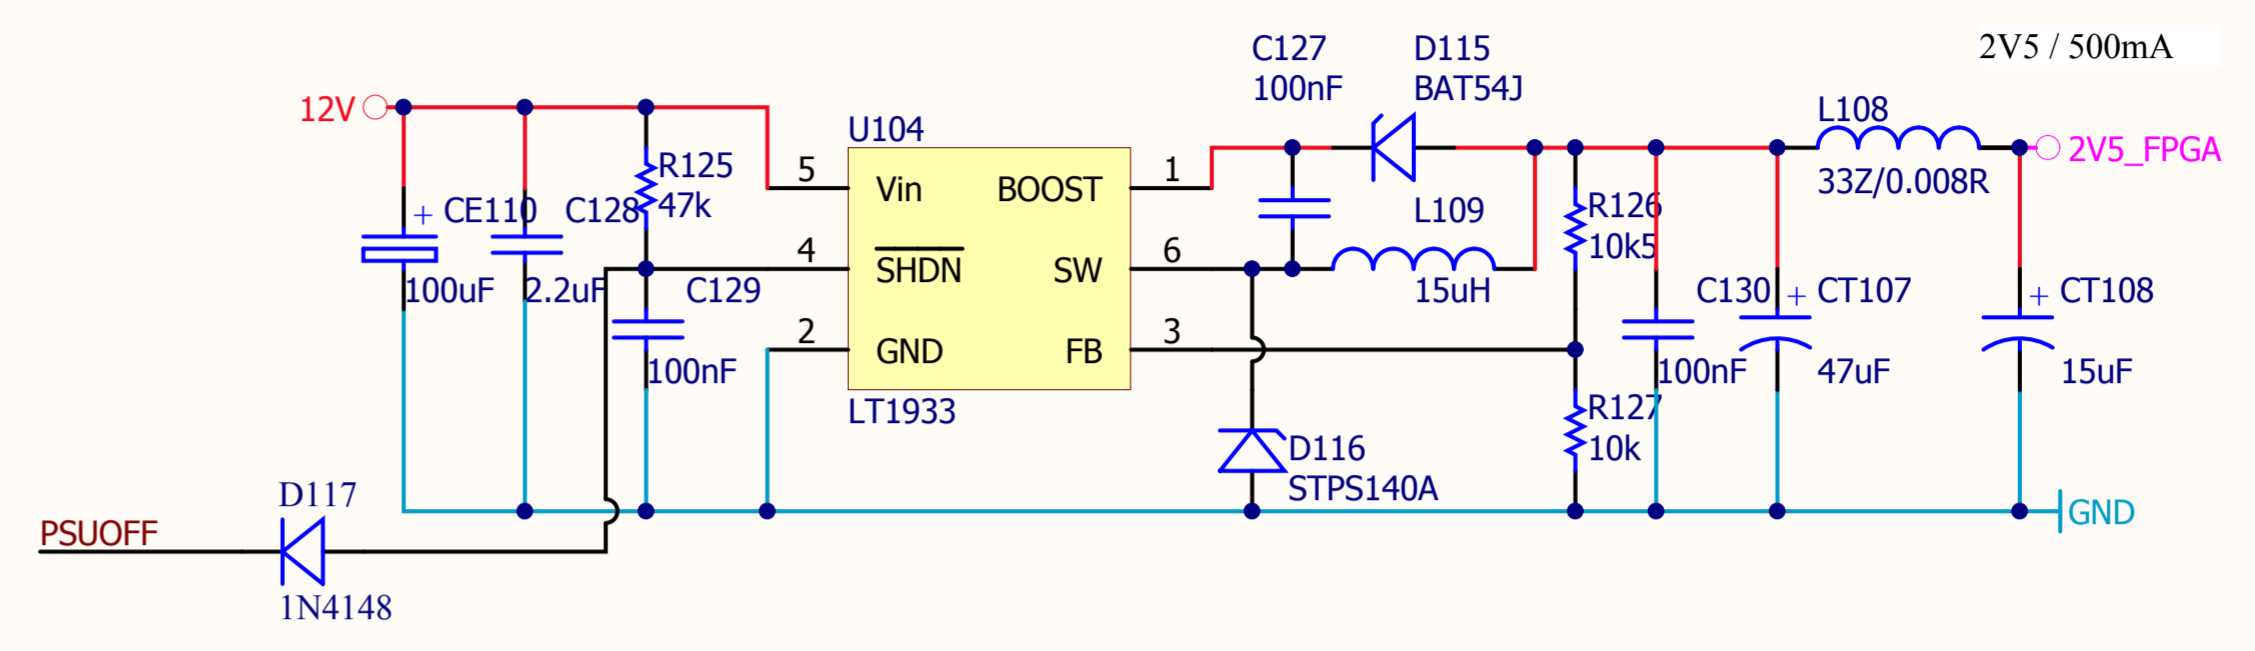 2V5 / 500mA
C127
100nF
D115
BAT54J
12V
U104
L108
33Z/0.008R
2V5_FPGA
R125
47k
5
Vin
BOOST
1
+ CE110
100uF
C128
2.2uF
4
SHDN
SW
6
L109
15uH
R126
10k5
C129
100nF
2
GND
FB
3
LT1933
C130
100nF
+ CT107
47uF
+ CT108
15uF
R127
10k
D116
STPS140A
D117
1N4148
PSUOFF
GND